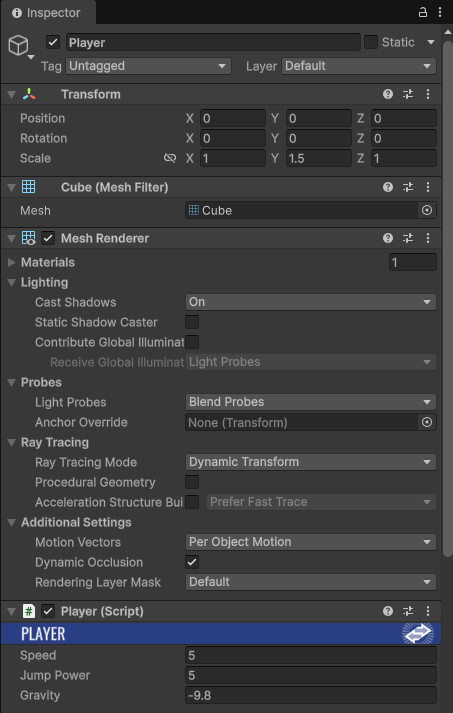 Inspector
Player
Static
Tag Untagged Layer Default
Transform
Position X 0 Y 0 Z 0
Rotation X 0 Y 0 Z 0
Scale X 1 Y 1.5 Z 1
Cube (Mesh Filter)
Mesh Cube
Mesh Renderer
Materials 1
Lighting
Cast Shadows On
Static Shadow Caster
Contribute Global Illuminat
Receive Global Illuminat Light Probes
Probes
Light Probes Blend Probes
Anchor Override None (Transform)
Ray Tracing
Ray Tracing Mode Dynamic Transform
Procedural Geometry
Acceleration Structure Bui Prefer Fast Trace
Additional Settings
Motion Vectors Per Object Motion
Dynamic Occlusion
Rendering Layer Mask Default
# Player (Script)
PLAYER
Speed 5
Jump Power 5
Gravity -9.8